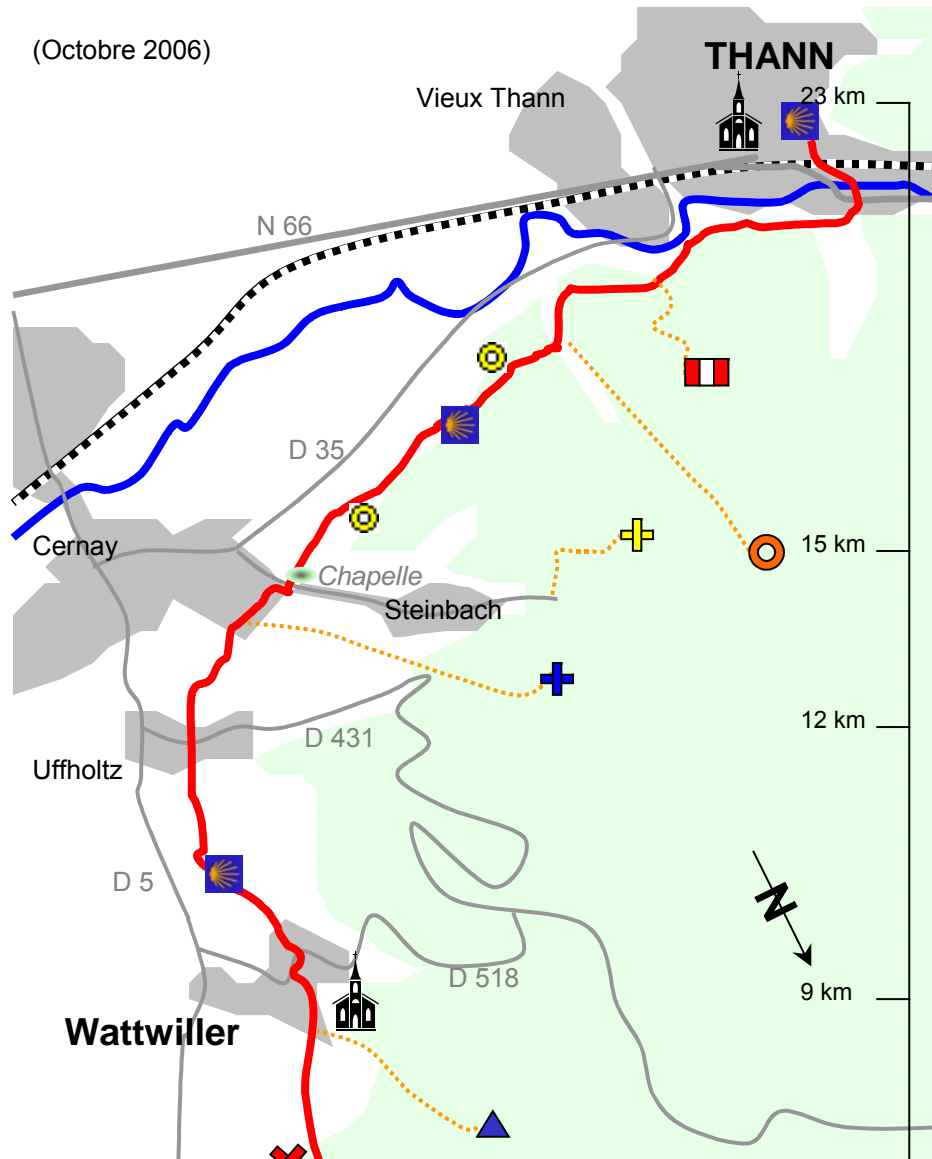 (Octobre 2006)
THANN
Vieux Thann
23 km
N 66
D 35
Cernay
Chapelle
15 km
Steinbach
12 km
D 431
Uffholtz
D 5
N
D 518
9 km
Wattwiller